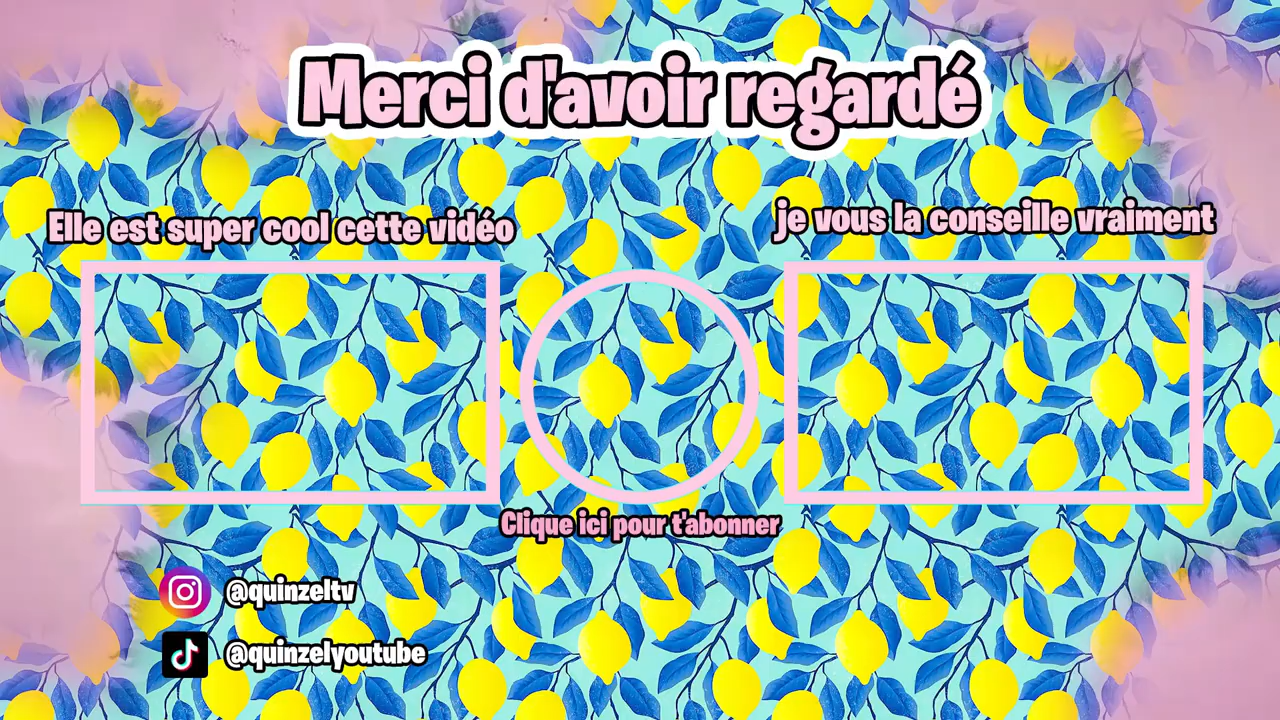 Merci d'avoir regardé
Elle est super cool cette vidéo
je vous la conseille vraiment
Clique ici pour t'abonner
@quinzeltv
@quinzelyoutube